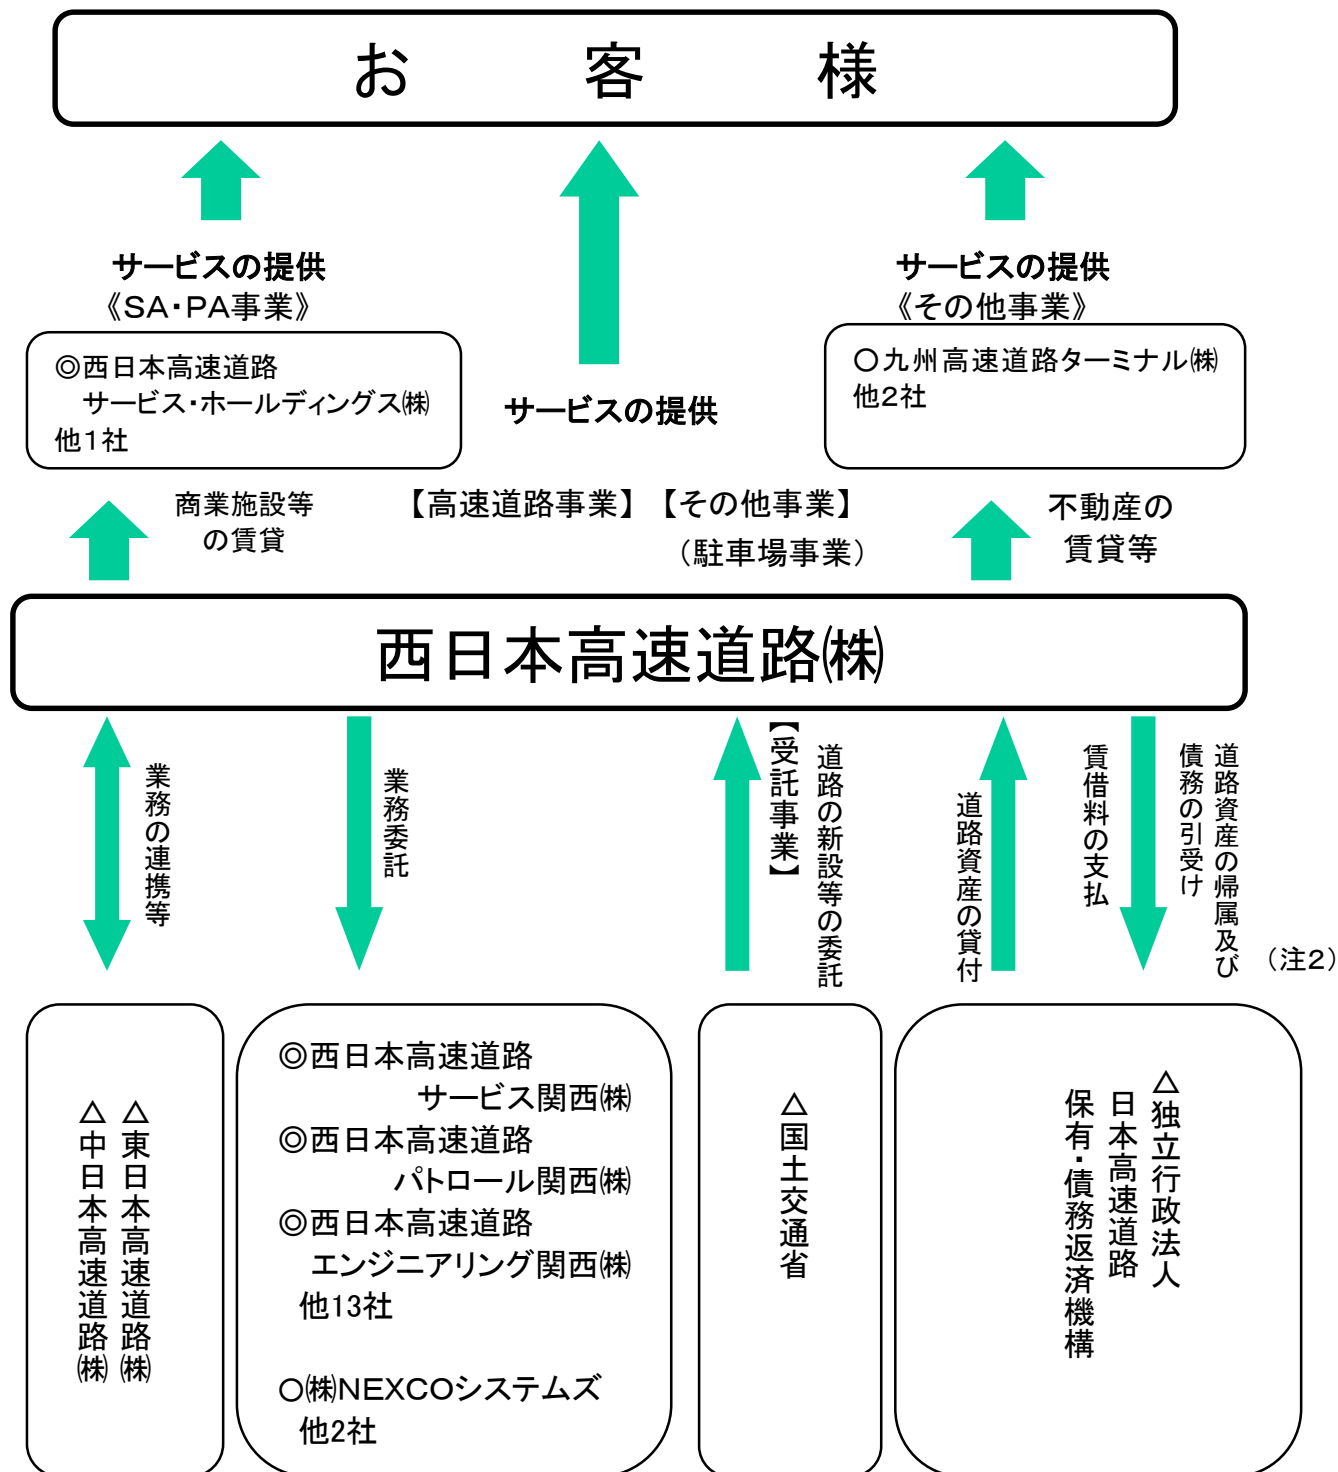 お客様
サービスの提供
《SA・PA事業》
◎西日本高速道路
サービス・ホールディングス㈱
他1社
サービスの提供
サービスの提供
《その他事業》
○九州高速道路ターミナル㈱
他2社
商業施設等
の賃貸
【高速道路事業】【その他事業】
（駐車場事業）
不動産の
賃貸等
西日本高速道路㈱
業務の連携等
業務委託
【受託事業】
道路の新設等の委託
道路資産の貸付
賃借料の支払
道路資産の帰属及び
債務の引受け
（注2）
△東日本高速道路㈱
△中日本高速道路㈱
◎西日本高速道路
サービス関西㈱
◎西日本高速道路
パトロール関西㈱
◎西日本高速道路
エンジニアリング関西㈱
他13社
○㈱NEXCOシステムズ
他2社
△国土交通省
△独立行政法人
日本高速道路
保有・債務返済機構